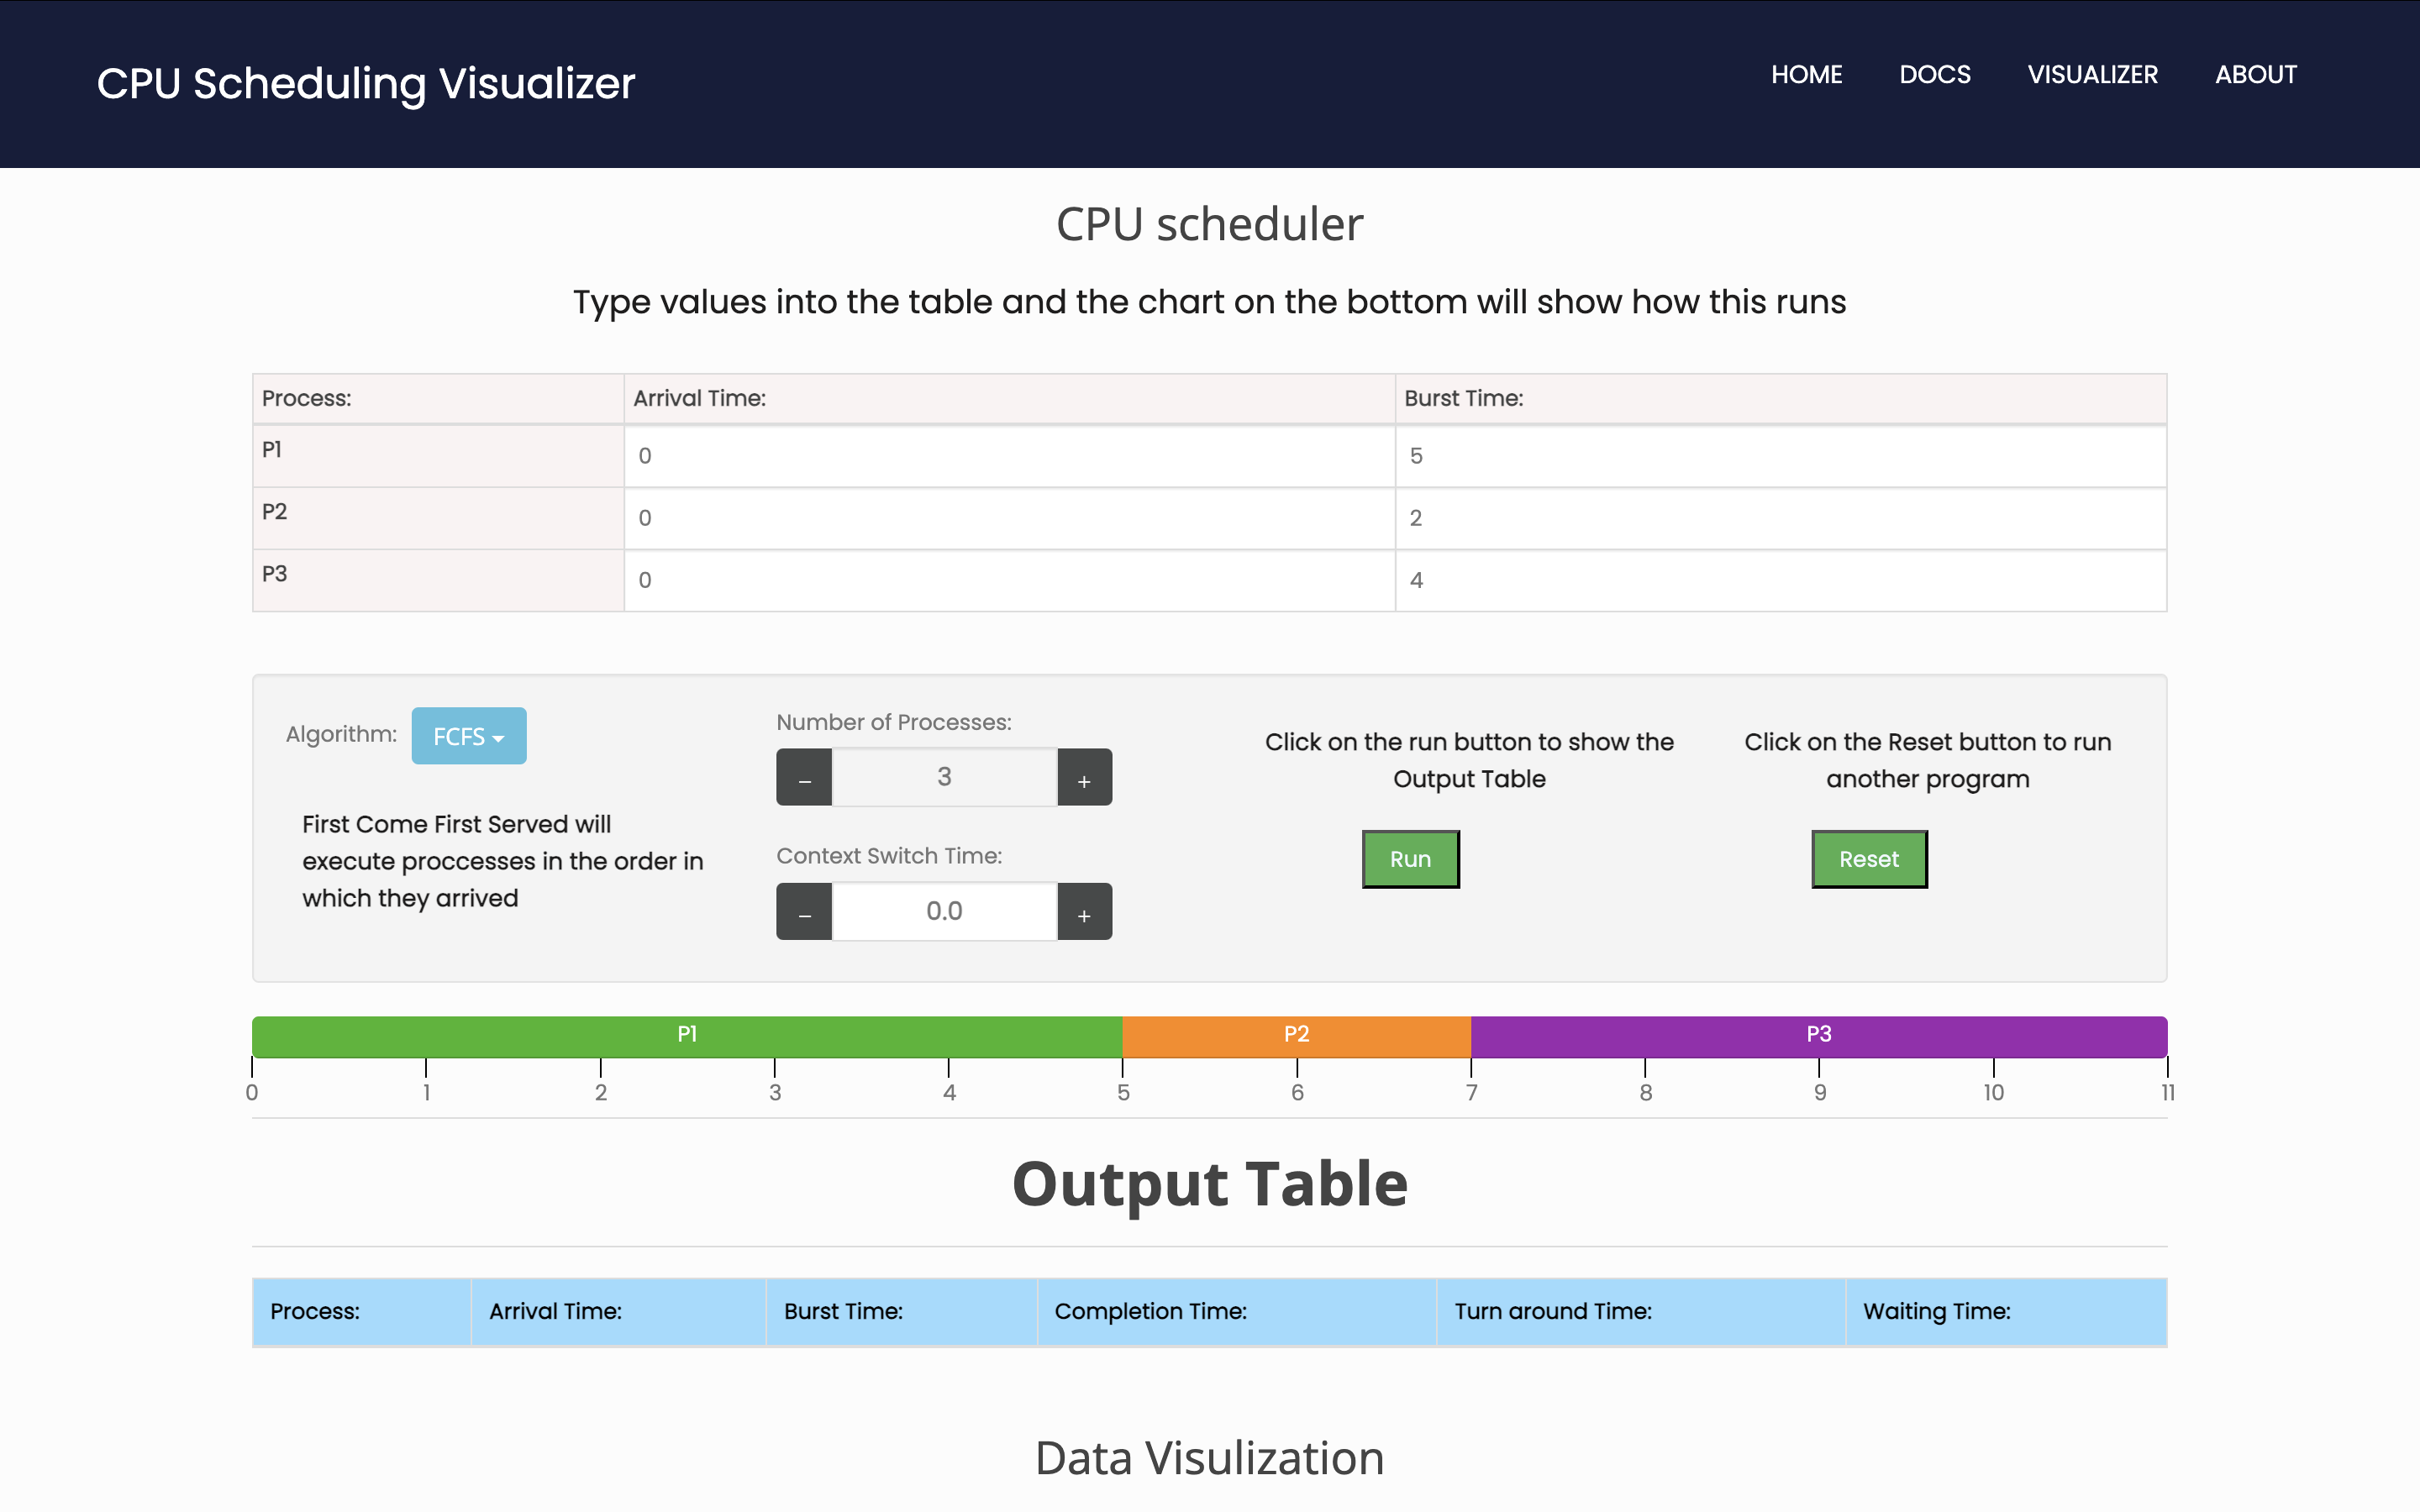 CPU Scheduling Visualizer
HOME DOCS VISUALIZER ABOUT
CPU scheduler
Type values into the table and the chart on the bottom will show how this runs
Process: Arrival Time: Burst Time:
P1 0 5
P2 0 2
P3 0 4
Algorithm: FCFS
First Come First Served will
execute proccesses in the order in
which they arrived
Number of Processes:
– 3 +
Context Switch Time:
– 0.0 +
Click on the run button to show the
Output Table
Run
Click on the Reset button to run
another program
Reset
P1 P2 P3
0 1 2 3 4 5 6 7 8 9 10 11
Output Table
Process: Arrival Time: Burst Time: Completion Time: Turn around Time: Waiting Time:
Data Visulization